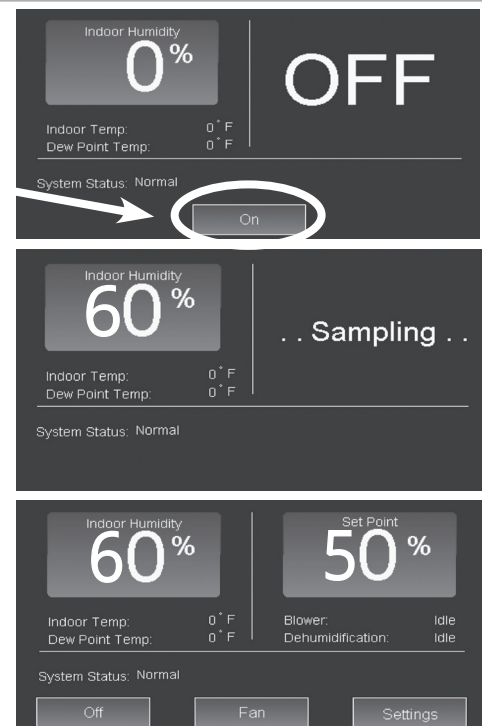 Indoor Humidity
0%
OFF
Indoor Temp: 0°F
Dew Point Temp: 0°F
System Status: Normal
On
Indoor Humidity
60%
. . Sampling . .
Indoor Temp: 0°F
Dew Point Temp: 0°F
System Status: Normal
Indoor Humidity
60%
Set Point
50%
Indoor Temp: 0°F
Dew Point Temp: 0°F
Blower: Idle
Dehumidification: Idle
System Status: Normal
Off Fan Settings